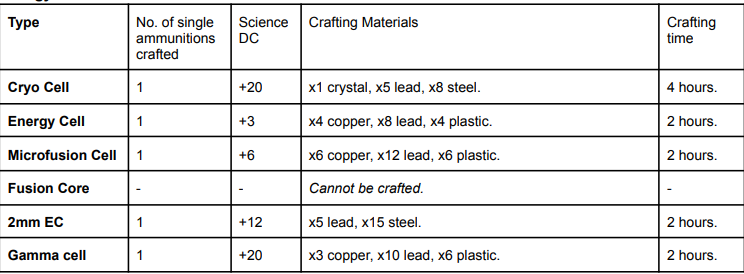 Type No. of single ammunitions crafted Science DC Crafting Materials Crafting time
Cryo Cell 1 +20 x1 crystal, x5 lead, x8 steel. 4 hours.
Energy Cell 1 +3 x4 copper, x8 lead, x4 plastic. 2 hours.
Microfusion Cell 1 +6 x6 copper, x12 lead, x6 plastic. 2 hours.
Fusion Core - - Cannot be crafted. -
2mm EC 1 +12 x5 lead, x15 steel. 2 hours.
Gamma cell 1 +20 x3 copper, x10 lead, x6 plastic. 2 hours.